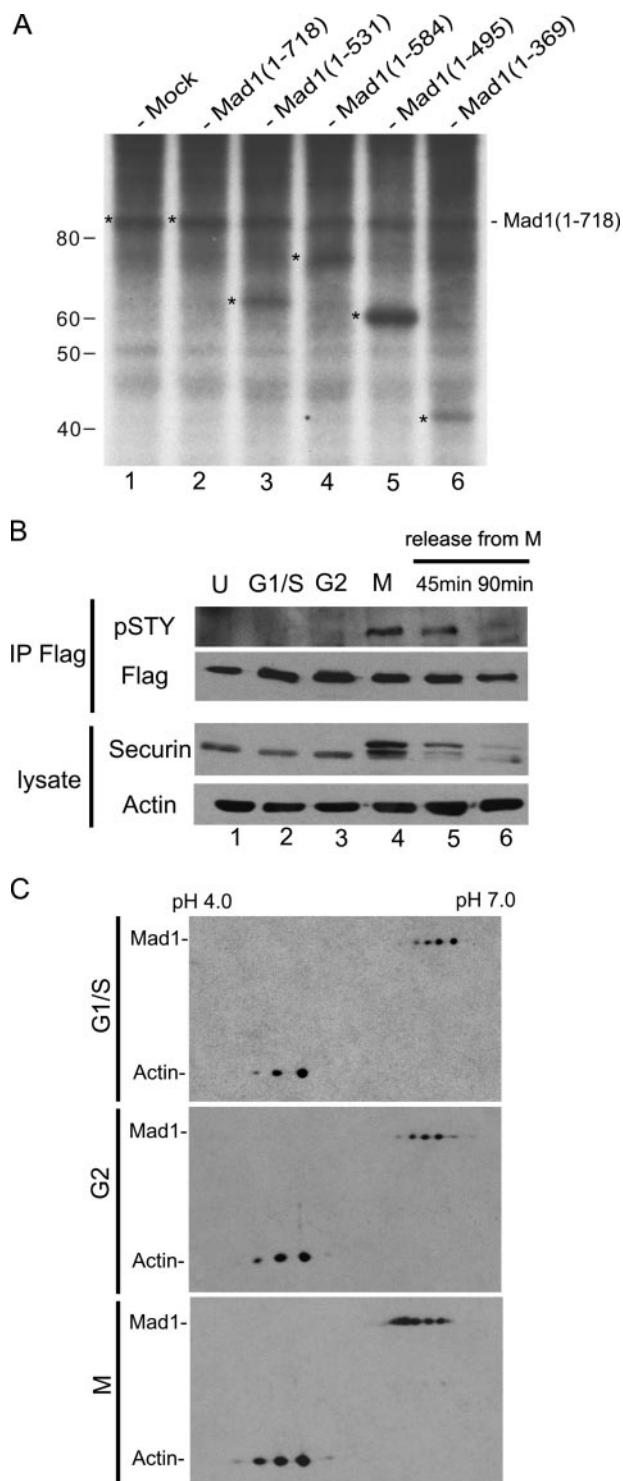 A
- Mock
- Mad1(1-718)
- Mad1(1-531)
- Mad1(1-584)
- Mad1(1-495)
- Mad1(1-369)
* * - Mad1(1-718)
80
*
*
60 *
50
40 *
1 2 3 4 5 6
B
release from M
U G1/S G2 M 45min 90min
IP Flag
pSTY
Flag
lysate
Securin
Actin
1 2 3 4 5 6
C
pH 4.0 pH 7.0
G1/S
Mad1-
Actin-
G2
Mad1-
Actin-
M
Mad1-
Actin-